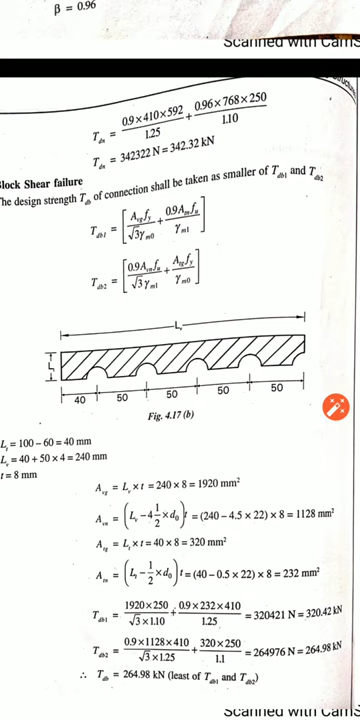 β = 0.96
Scanned with CamS
T_dn = 0.9×410×592/1.25 + 0.96×768×250/1.10
T_dn = 342322 N = 342.32 kN
Block Shear failure
The design strength T_db of connection shall be taken as smaller of T_db1 and T_db2
T_db1 = [A_vg f_y/√3 γ_m0 + 0.9A_tn f_u/γ_m1]
T_db2 = [0.9A_vn f_u/√3 γ_m1 + A_tg f_y/γ_m0]
L_v
L_t
40 50 50 50 50
Fig. 4.17 (b)
L_t = 100 – 60 = 40 mm
L_v = 40 + 50 × 4 = 240 mm
t = 8 mm
A_vg = L_v × t = 240 × 8 = 1920 mm²
A_vn = (L_v – 4 1/2 × d_0) t = (240 – 4.5 × 22) × 8 = 1128 mm²
A_tg = L_t × t = 40 × 8 = 320 mm²
A_tn = (L_t – 1/2 × d_0) t = (40 – 0.5 × 22) × 8 = 232 mm²
T_db1 = 1920×250/√3×1.10 + 0.9×232×410/1.25 = 320421 N = 320.42 kN
T_db2 = 0.9×1128×410/√3×1.25 + 320×250/1.1 = 264976 N = 264.98 kN
∴ T_db = 264.98 kN (least of T_db1 and T_db2)
Scanned with CamS